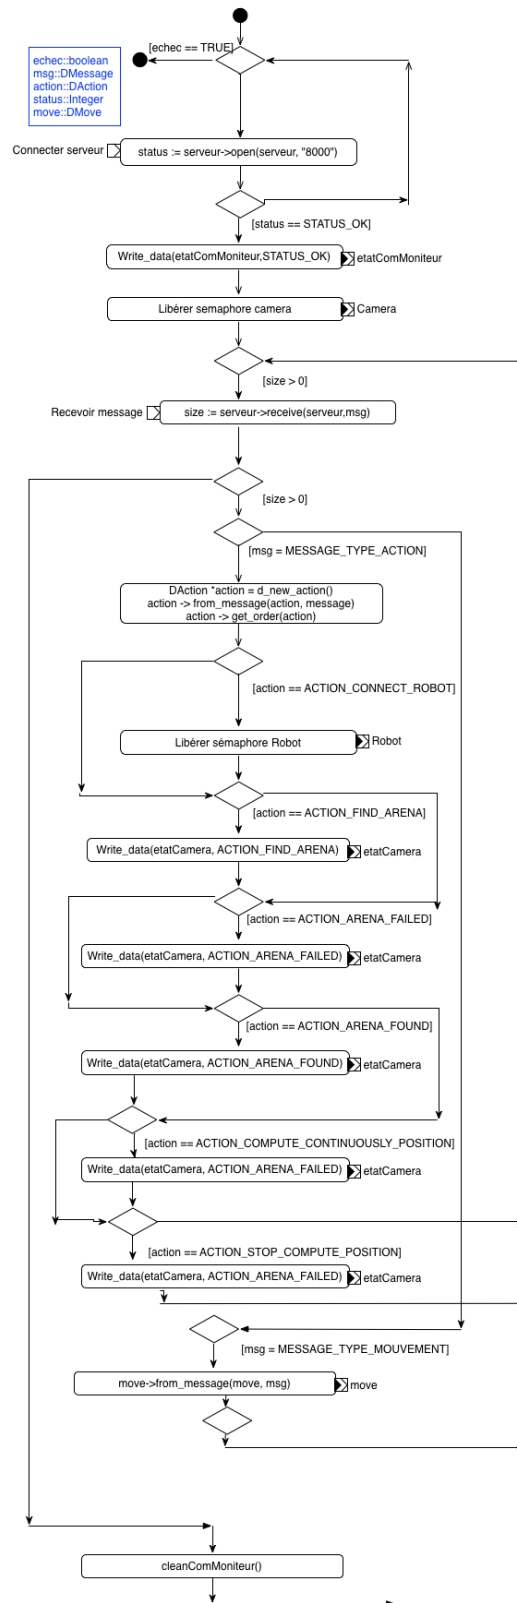 [echec == TRUE]
echec::boolean
msg::DMessage
action::DAction
status::Integer
move::DMove
Connecter serveur
status := serveur->open(serveur, "8000")
[status == STATUS_OK]
Write_data(etatComMoniteur,STATUS_OK)
etatComMoniteur
Libérer semaphore camera
Camera
[size > 0]
Recevoir message
size := serveur->receive(serveur,msg)
[size > 0]
[msg = MESSAGE_TYPE_ACTION]
DAction *action = d_new_action()
action -> from_message(action, message)
action -> get_order(action)
[action == ACTION_CONNECT_ROBOT]
Libérer sémaphore Robot
Robot
[action == ACTION_FIND_ARENA]
Write_data(etatCamera, ACTION_FIND_ARENA)
etatCamera
[action == ACTION_ARENA_FAILED]
Write_data(etatCamera, ACTION_ARENA_FAILED)
etatCamera
[action == ACTION_ARENA_FOUND]
Write_data(etatCamera, ACTION_ARENA_FOUND)
etatCamera
[action == ACTION_COMPUTE_CONTINUOUSLY_POSITION]
Write_data(etatCamera, ACTION_ARENA_FAILED)
etatCamera
[action == ACTION_STOP_COMPUTE_POSITION]
Write_data(etatCamera, ACTION_ARENA_FAILED)
etatCamera
[msg = MESSAGE_TYPE_MOUVEMENT]
move->from_message(move, msg)
move
cleanComMoniteur()